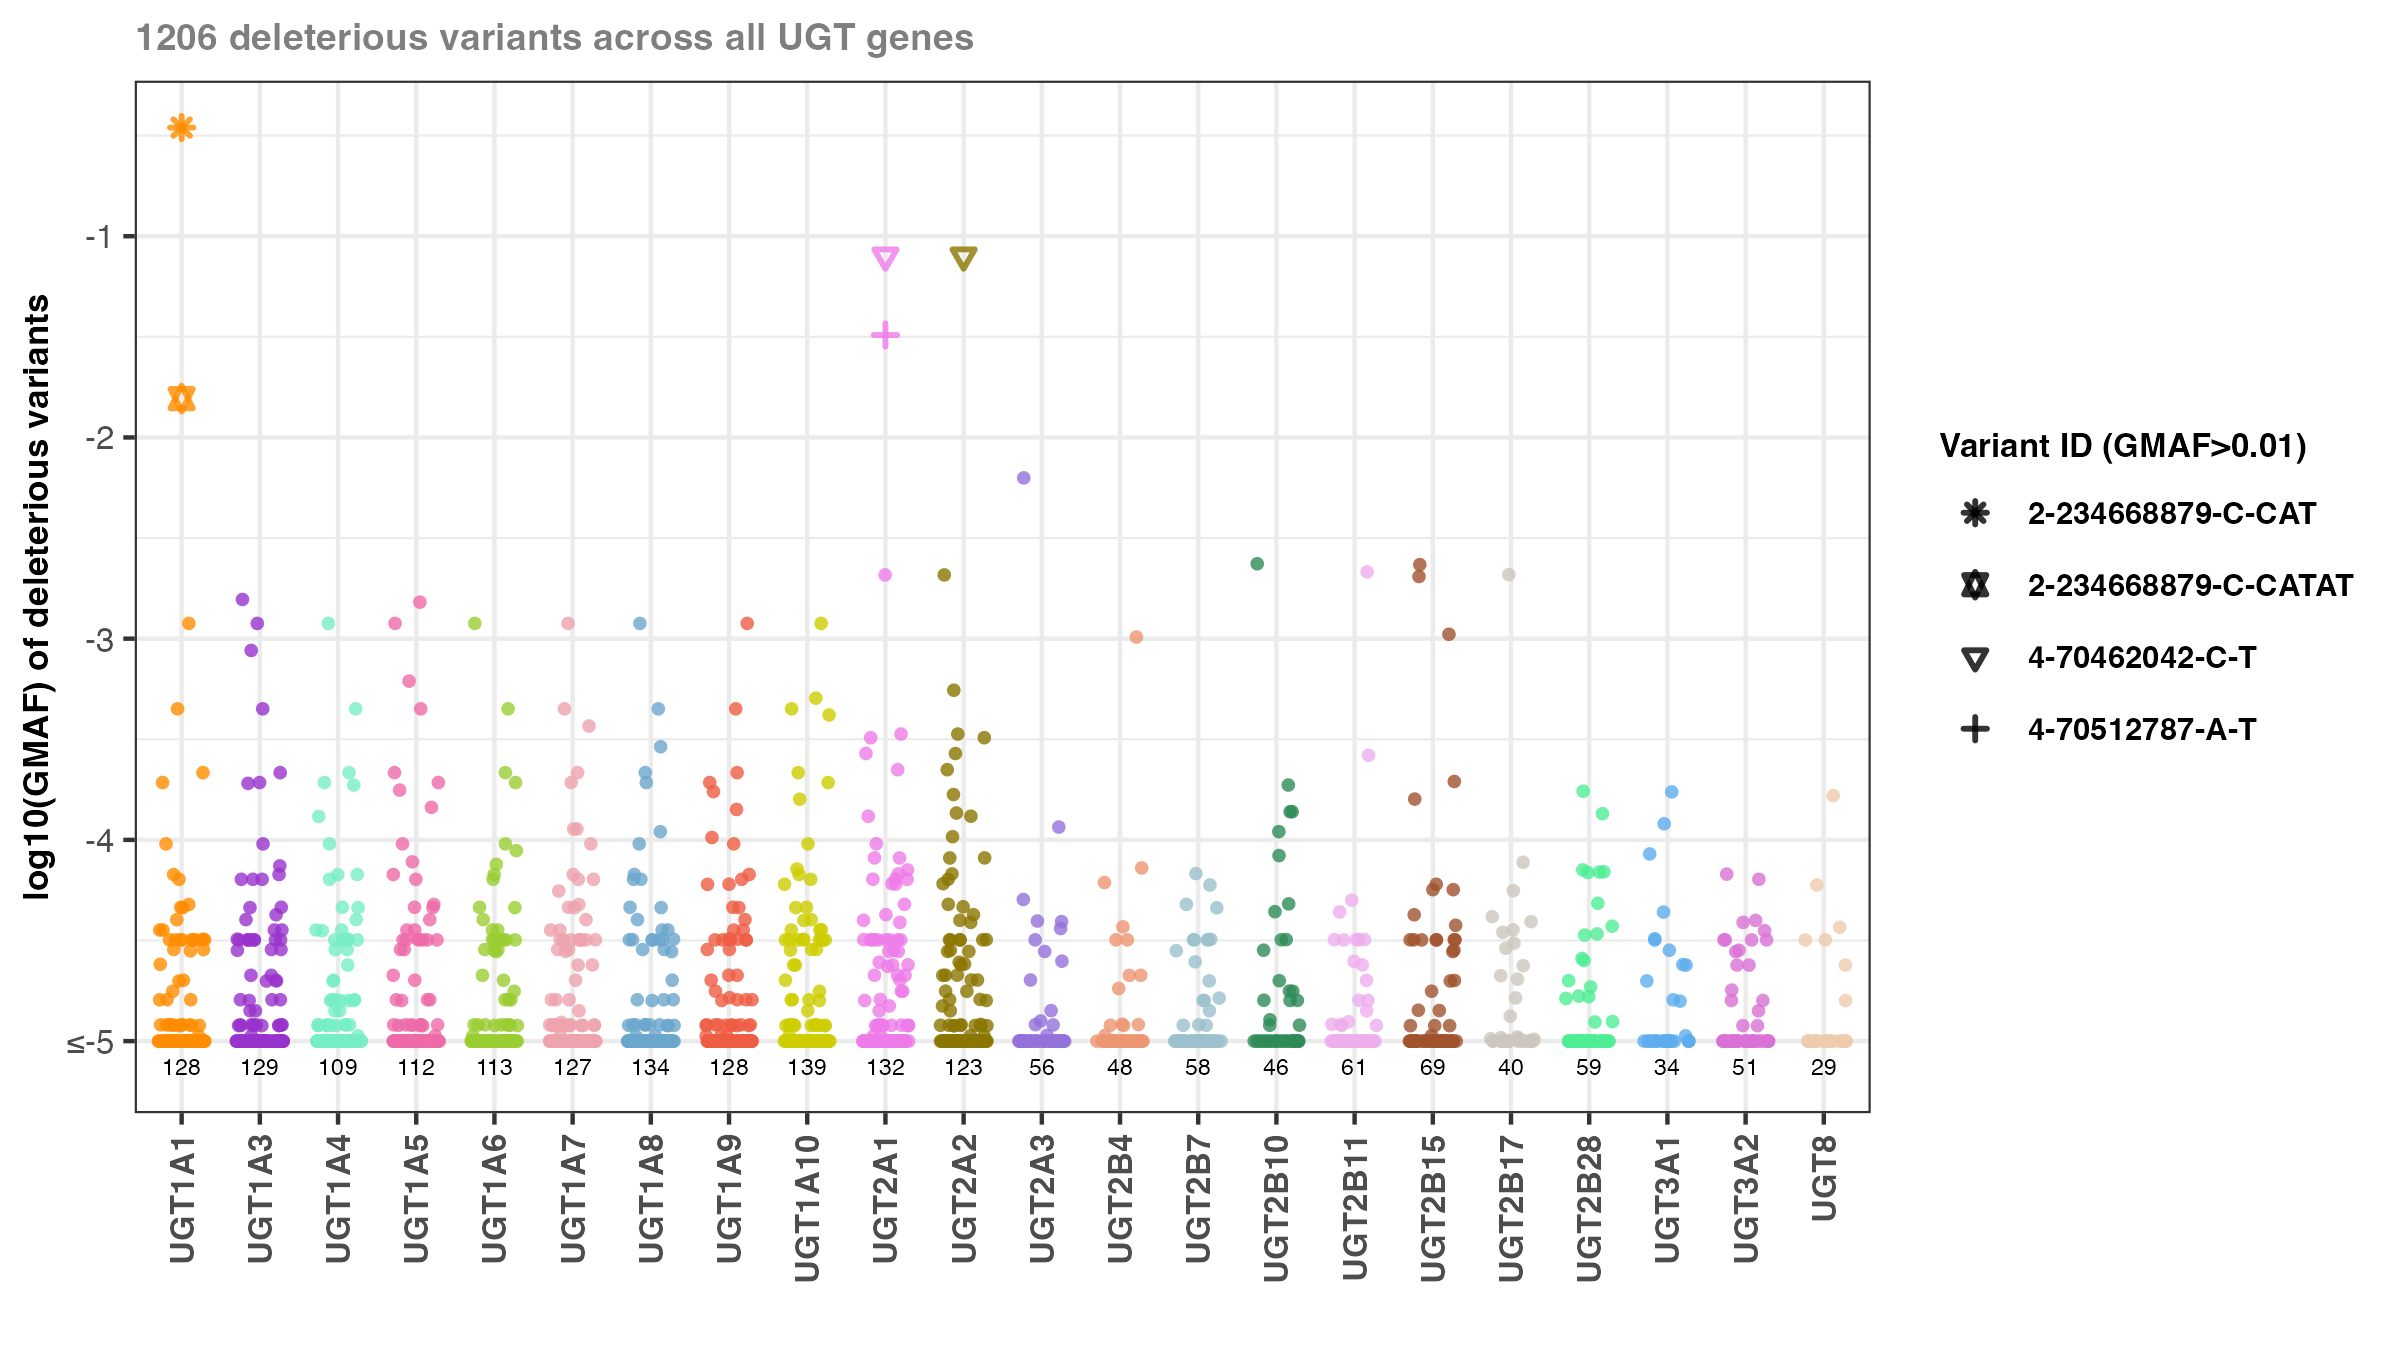 1206 deleterious variants across all UGT genes
log10(GMAF) of deleterious variants
-1
-2
-3
-4
≤-5
128 129 109 112 113 127 134 128 139 132 123 56 48 58 46 61 69 40 59 34 51 29
UGT1A1 UGT1A3 UGT1A4 UGT1A5 UGT1A6 UGT1A7 UGT1A8 UGT1A9 UGT1A10 UGT2A1 UGT2A2 UGT2A3 UGT2B4 UGT2B7 UGT2B10 UGT2B11 UGT2B15 UGT2B17 UGT2B28 UGT3A1 UGT3A2 UGT8
Variant ID (GMAF>0.01)
2-234668879-C-CAT
2-234668879-C-CATAT
4-70462042-C-T
4-70512787-A-T